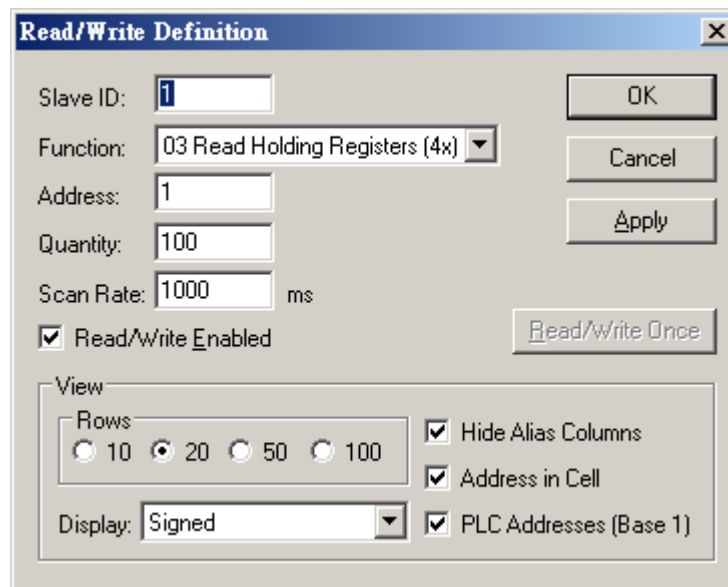 Read/Write Definition
Slave ID: 1
OK
Function: 03 Read Holding Registers (4x)
Cancel
Address: 1
Apply
Quantity: 100
Scan Rate: 1000 ms
Read/Write Enabled
Read/Write Once
View
Rows
10 20 50 100
Hide Alias Columns
Address in Cell
Display: Signed
PLC Addresses (Base 1)